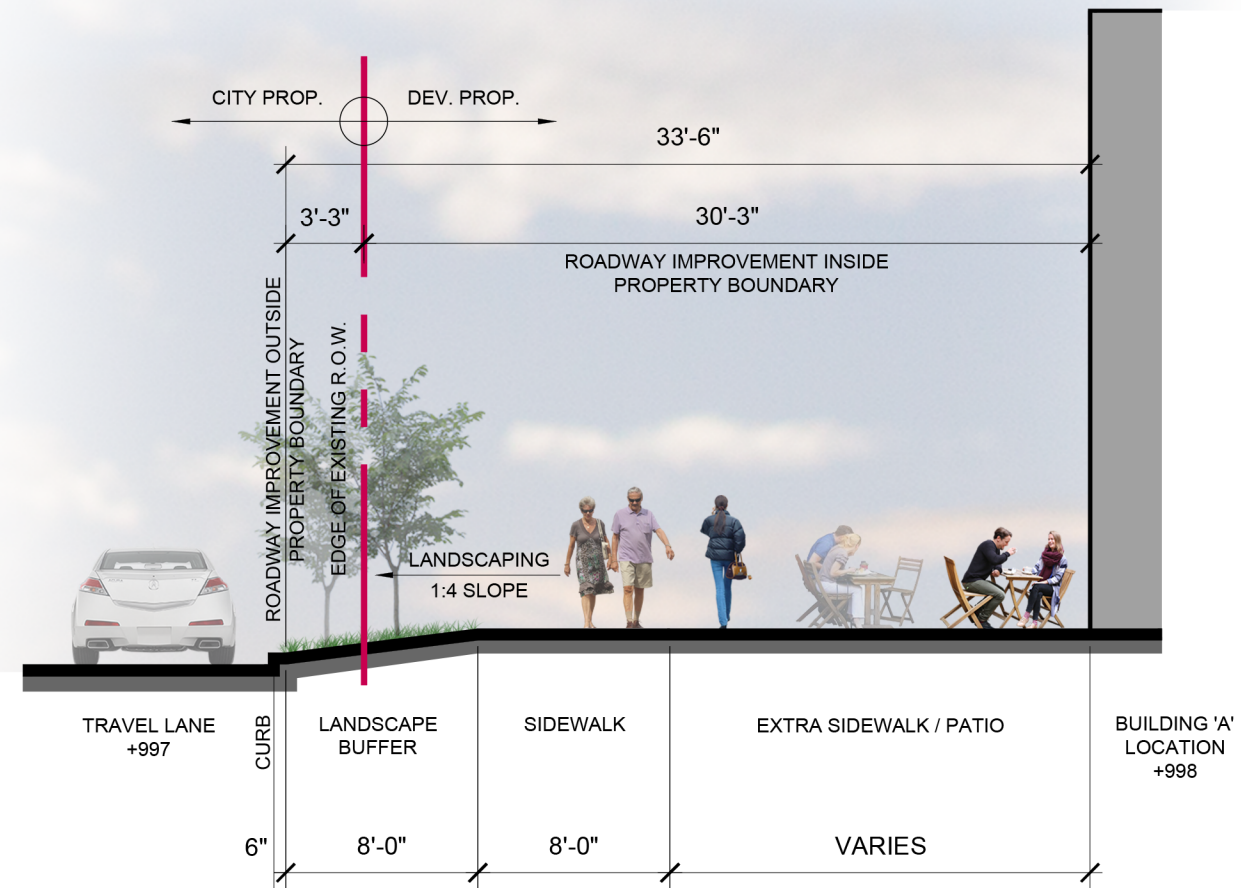 CITY PROP.
DEV. PROP.
33'-6"
3'-3"
30'-3"
ROADWAY IMPROVEMENT INSIDE
PROPERTY BOUNDARY
ROADWAY IMPROVEMENT OUTSIDE
PROPERTY BOUNDARY
EDGE OF EXISTING R.O.W.
LANDSCAPING
1:4 SLOPE
TRAVEL LANE
+997
CURB
LANDSCAPE
BUFFER
SIDEWALK
EXTRA SIDEWALK / PATIO
BUILDING 'A'
LOCATION
+998
6"
8'-0"
8'-0"
VARIES